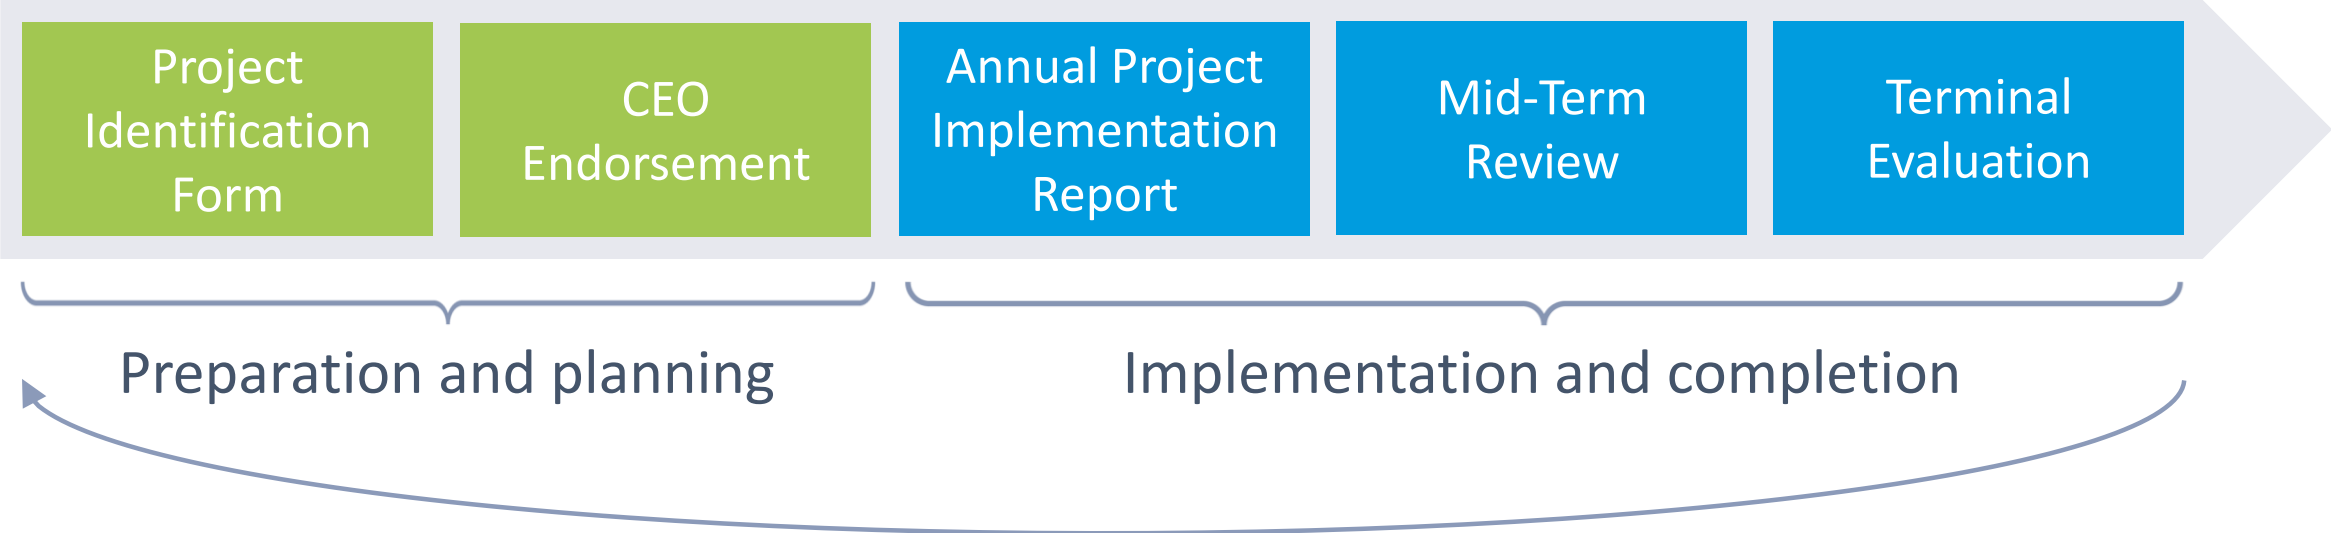 Project
Identification
Form
CEO
Endorsement
Annual Project
Implementation
Report
Mid-Term
Review
Terminal
Evaluation
Preparation and planning
Implementation and completion